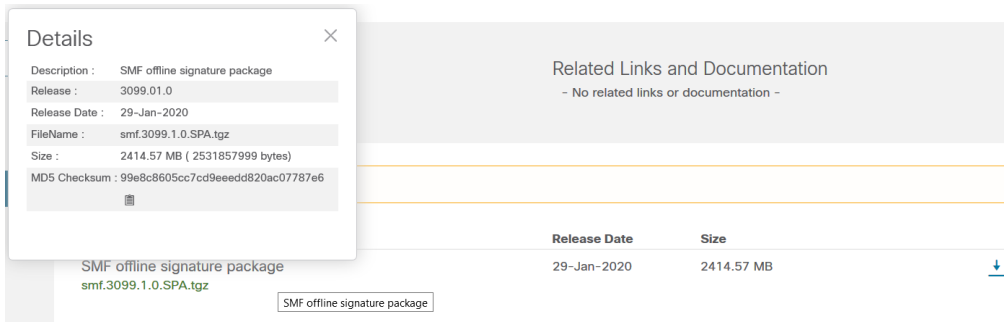 Details
Description : SMF offline signature package
Release : 3099.01.0
Release Date : 29-Jan-2020
FileName : smf.3099.1.0.SPA.tgz
Size : 2414.57 MB ( 2531857999 bytes)
MD5 Checksum : 99e8c8605cc7cd9eeedd820ac07787e6
Related Links and Documentation
- No related links or documentation -
Release Date Size
SMF offline signature package 29-Jan-2020 2414.57 MB
smf.3099.1.0.SPA.tgz
SMF offline signature package